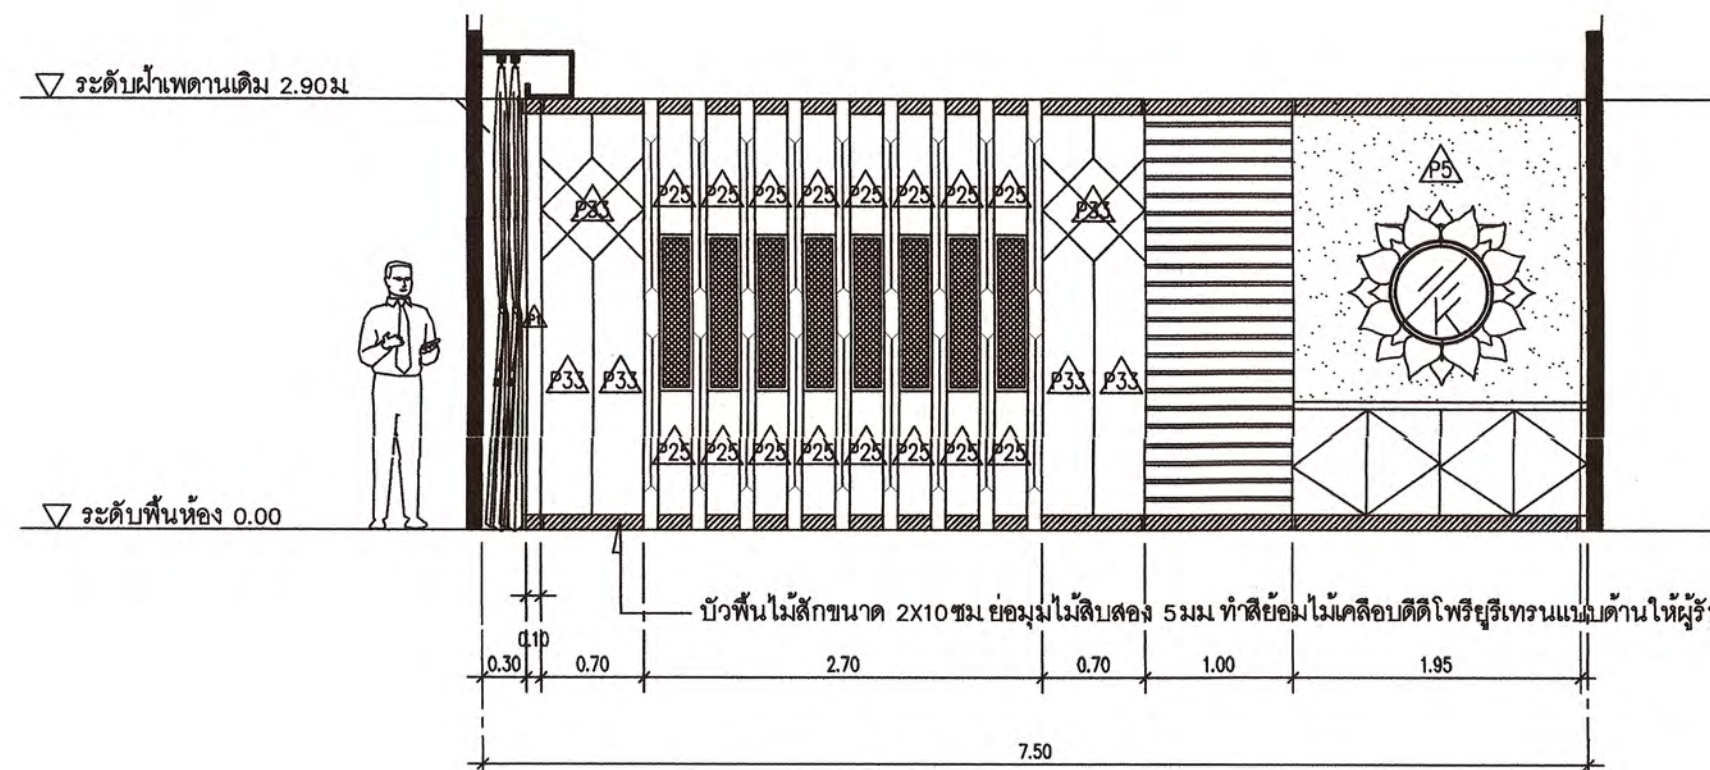 ระดับฝ้าเพดานเดิม 2.90ม
P5
P25 P25 P25 P25 P25 P25 P25 P25
P33 P33
P1
P33 P33 P33 P33
P25 P25 P25 P25 P25 P25 P25 P25
ระดับพื้นห้อง 0.00
บัวพื้นไม้สักขนาด 2X10ซม ย่อมุมไม้สิบสอง 5มม ทำสีย้อมไม้เคลือบดีดีโพรียูรีเทรนแบบด้านให้ผู้รั
0.10
0.30 0.70 2.70 0.70 1.00 1.95
7.50